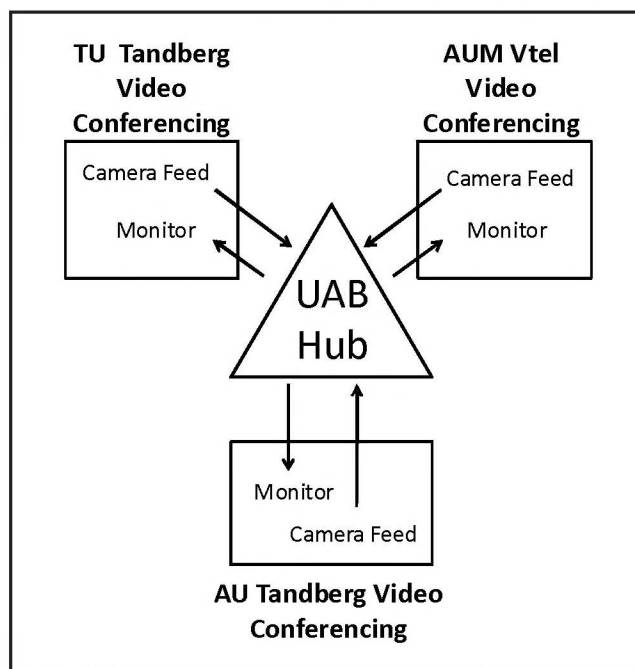 TU Tandberg
Video
Conferencing
Camera Feed
Monitor
AUM Vtel
Video
Conferencing
Camera Feed
Monitor
UAB
Hub
Monitor
Camera Feed
AU Tandberg Video
Conferencing